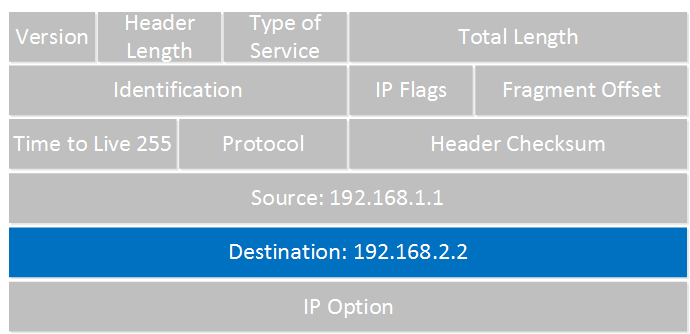 Version
Header
Length
Type of
Service
Total Length
Identification
IP Flags
Fragment Offset
Time to Live 255
Protocol
Header Checksum
Source: 192.168.1.1
Destination: 192.168.2.2
IP Option